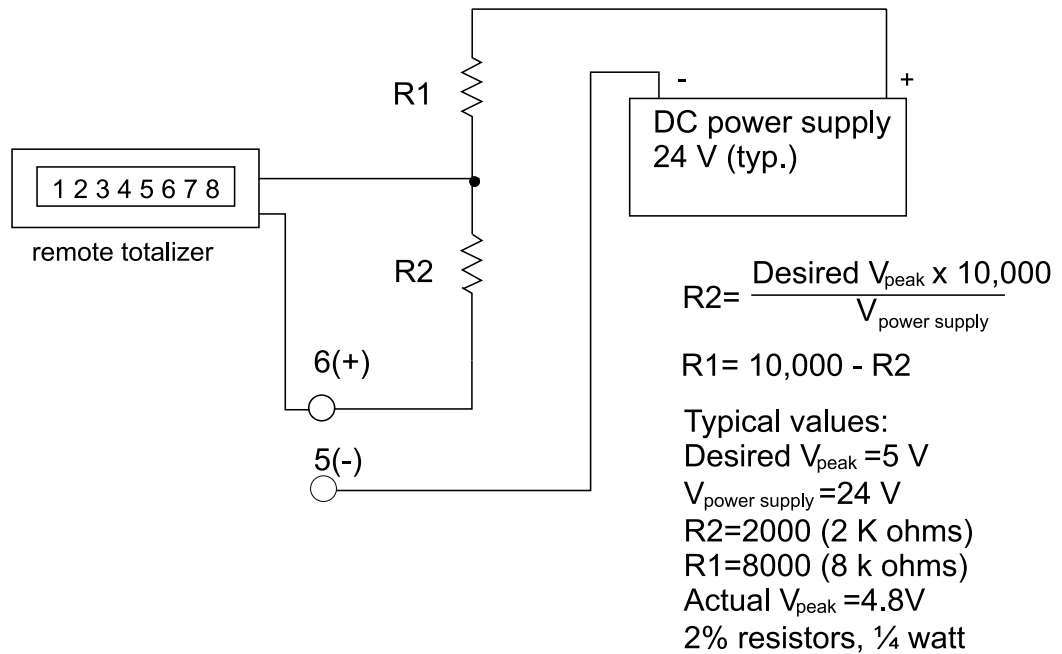 R1
-
+
DC power supply
24 V (typ.)
1 2 3 4 5 6 7 8
remote totalizer
R2
6(+)
5(-)
R2= Desired Vpeak x 10,000
Vpower supply
R1= 10,000 - R2
Typical values:
Desired Vpeak =5 V
Vpower supply =24 V
R2=2000 (2 K ohms)
R1=8000 (8 k ohms)
Actual Vpeak =4.8V
2% resistors, ¼ watt